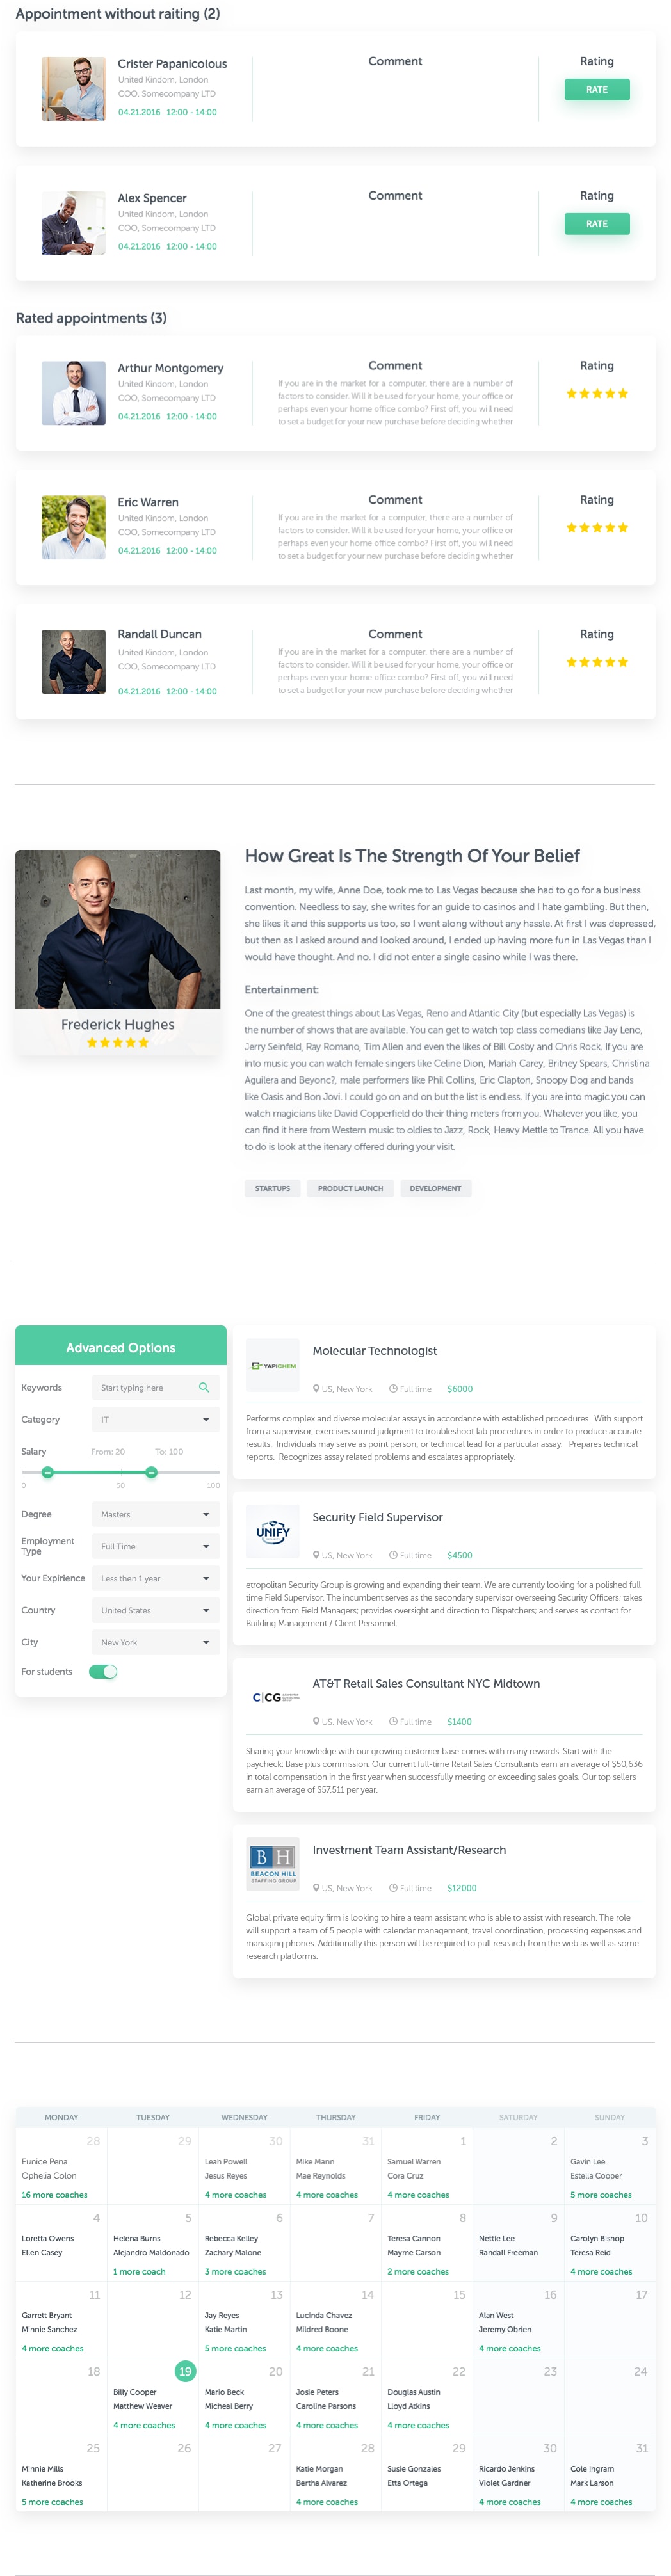 Appointment without raiting (2)
Crister Papanicolous
United Kindom, London
COO, Somecompany LTD
04.21.2016 12:00 - 14:00
Comment
Rating
RATE
Alex Spencer
United Kindom, London
COO, Somecompany LTD
04.21.2016 12:00 - 14:00
Comment
Rating
RATE
Rated appointments (3)
Arthur Montgomery
United Kindom, London
COO, Somecompany LTD
04.21.2016 12:00 - 14:00
Comment
If you are in the market for a computer, there are a number of
factors to consider. Will it be used for your home, your office or
perhaps even your home office combo? First off, you will need
to set a budget for your new purchase before deciding whether
Rating
Eric Warren
United Kindom, London
COO, Somecompany LTD
04.21.2016 12:00 - 14:00
Comment
If you are in the market for a computer, there are a number of
factors to consider. Will it be used for your home, your office or
perhaps even your home office combo? First off, you will need
to set a budget for your new purchase before deciding whether
Rating
Randall Duncan
United Kindom, London
COO, Somecompany LTD
04.21.2016 12:00 - 14:00
Comment
If you are in the market for a computer, there are a number of
factors to consider. Will it be used for your home, your office or
perhaps even your home office combo? First off, you will need
to set a budget for your new purchase before deciding whether
Rating
Frederick Hughes
How Great Is The Strength Of Your Belief
Last month, my wife, Anne Doe, took me to Las Vegas because she had to go for a business
convention. Needless to say, she writes for an guide to casinos and I hate gambling. But then,
she likes it and this supports us too, so I went along without any hassle. At first I was depressed,
but then as I asked around and looked around, I ended up having more fun in Las Vegas than I
would have thought. And no. I did not enter a single casino while I was there.
Entertainment:
One of the greatest things about Las Vegas, Reno and Atlantic City (but especially Las Vegas) is
the number of shows that are available. You can get to watch top class comedians like Jay Leno,
Jerry Seinfeld, Ray Romano, Tim Allen and even the likes of Bill Cosby and Chris Rock. If you are
into music you can watch female singers like Celine Dion, Mariah Carey, Britney Spears, Christina
Aguilera and Beyonc?, male performers like Phil Collins, Eric Clapton, Snoopy Dog and bands
like Oasis and Bon Jovi. I could go on and on but the list is endless. If you are into magic you can
watch magicians like David Copperfield do their thing meters from you. Whatever you like, you
can find it here from Western music to oldies to Jazz, Rock, Heavy Mettle to Trance. All you have
to do is look at the itenary offered during your visit.
STARTUPS
PRODUCT LAUNCH
DEVELOPMENT
Advanced Options
Keywords
Start typing here
Category
IT
Salary
From: 20
To: 100
0
50
100
Degree
Masters
Employment
Type
Full Time
Your Expirience
Less then 1 year
Country
United States
City
New York
For students
YAPICHEM
Molecular Technologist
US, New York
Full time
$6000
Performs complex and diverse molecular assays in accordance with established procedures. With support
from a supervisor, exercises sound judgment to troubleshoot lab procedures in order to produce accurate
results. Individuals may serve as point person, or technical lead for a particular assay. Prepares technical
reports. Recognizes assay related problems and escalates appropriately.
UNIFY
Security Field Supervisor
US, New York
Full time
$4500
etropolitan Security Group is growing and expanding their team. We are currently looking for a polished full
time Field Supervisor. The incumbent serves as the secondary supervisor overseeing Security Officers; takes
direction from Field Managers; provides oversight and direction to Dispatchers; and serves as contact for
Building Management / Client Personnel.
C|CG
AT&T Retail Sales Consultant NYC Midtown
US, New York
Full time
$1400
Sharing your knowledge with our growing customer base comes with many rewards. Start with the
paycheck: Base plus commission. Our current full-time Retail Sales Consultants earn an average of $50,636
in total compensation in the first year when successfully meeting or exceeding sales goals. Our top sellers
earn an average of $57,511 per year.
B H
BEACON HILL
STAFFING GROUP
Investment Team Assistant/Research
US, New York
Full time
$12000
Global private equity firm is looking to hire a team assistant who is able to assist with research. The role
will support a team of 5 people with calendar management, travel coordination, processing expenses and
managing phones. Additionally this person will be required to pull research from the web as well as some
research platforms.
MONDAY TUESDAY WEDNESDAY THURSDAY FRIDAY SATURDAY SUNDAY
28 29 30 31 1 2 3
Eunice Pena Leah Powell Mike Mann Samuel Warren Gavin Lee
Ophelia Colon Jesus Reyes Mae Reynolds Cora Cruz Estella Cooper
16 more coaches 4 more coaches 4 more coaches 4 more coaches 5 more coaches
4 5 6 7 8 9 10
Loretta Owens Helena Burns Rebecca Kelley Teresa Cannon Nettie Lee Carolyn Bishop
Ellen Casey Alejandro Maldonado Zachary Malone Mayme Carson Randall Freeman Teresa Reid
1 more coach 3 more coaches 2 more coaches 4 more coaches
11 12 13 14 15 16 17
Garrett Bryant Jay Reyes Lucinda Chavez Alan West
Minnie Sanchez Katie Martin Mildred Boone Jeremy Obrien
4 more coaches 5 more coaches 4 more coaches 4 more coaches
18 19 20 21 22 23 24
Billy Cooper Mario Beck Josie Peters Douglas Austin
Matthew Weaver Micheal Berry Caroline Parsons Lloyd Atkins
4 more coaches 4 more coaches 4 more coaches 4 more coaches
25 26 27 28 29 30 31
Minnie Mills Katie Morgan Susie Gonzales Ricardo Jenkins Cole Ingram
Katherine Brooks Bertha Alvarez Etta Ortega Violet Gardner Mark Larson
5 more coaches 4 more coaches 4 more coaches 4 more coaches